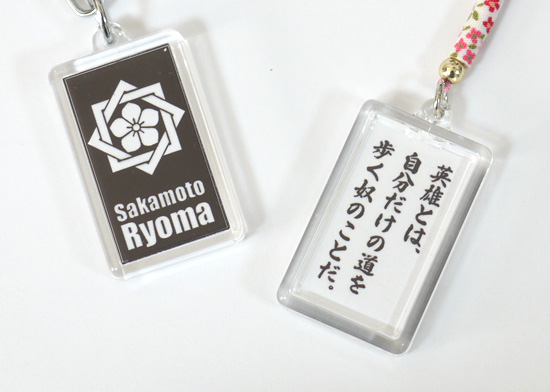 Sakamoto
Ryoma
英雄とは、
自分だけの道を
歩く奴のことだ。